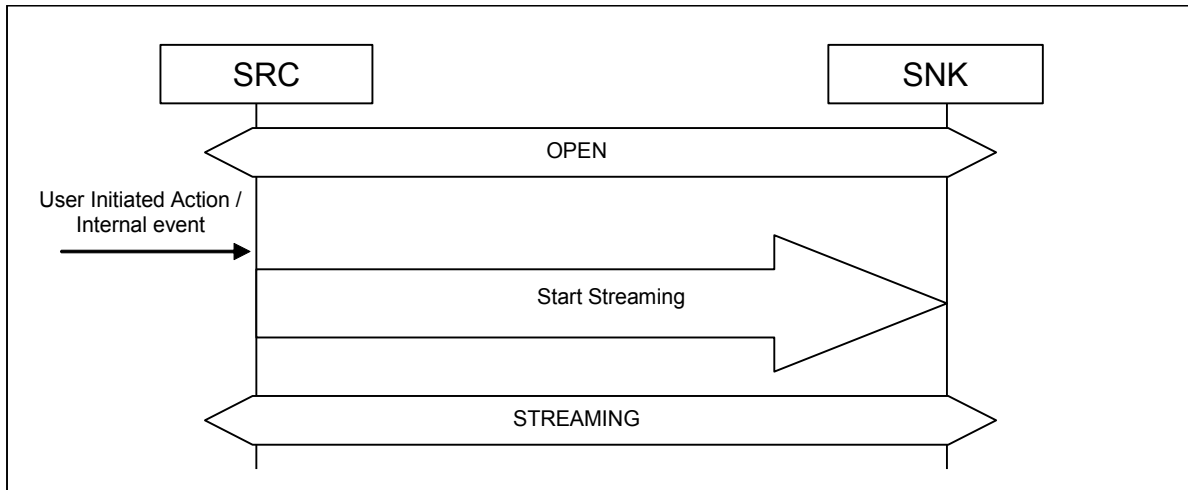 SRC
SNK
OPEN
User Initiated Action /
Internal event
Start Streaming
STREAMING